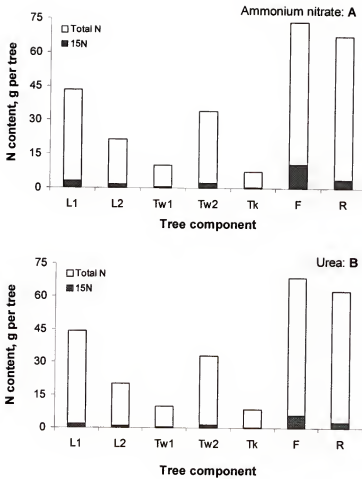 Ammonium nitrate: A
75
60
45
30
15
0
N content, g per tree
Total N
15N
L1 L2 Tw1 Tw2 Tk F R
Tree component
Urea: B
75
60
45
30
15
0
N content, g per tree
Total N
15N
L1 L2 Tw1 Tw2 Tk F R
Tree component